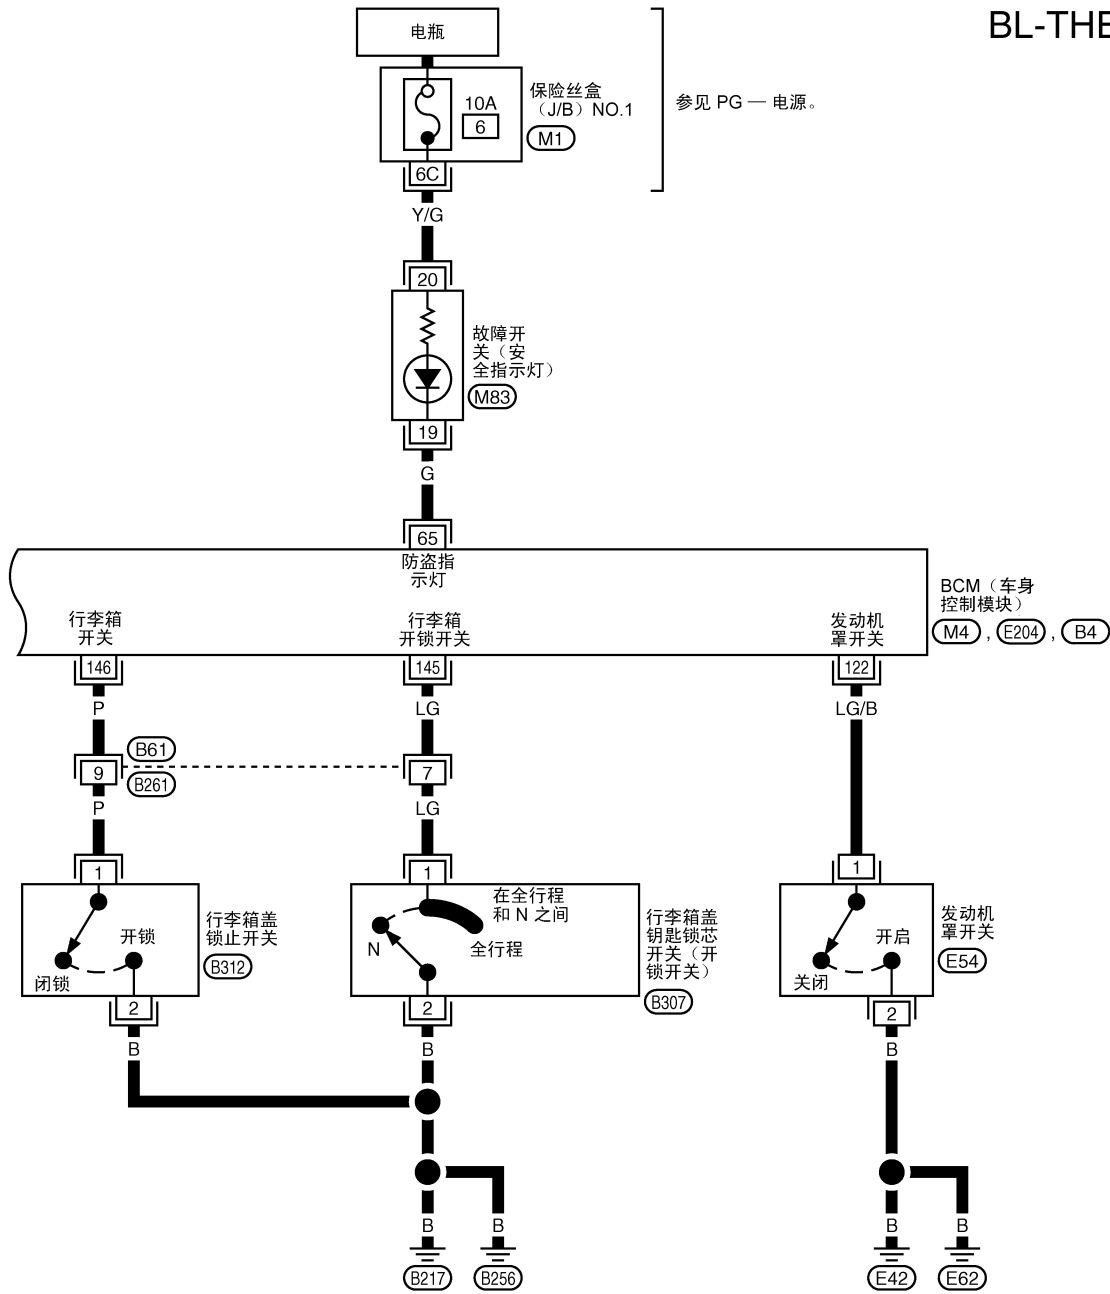 BL-THE
电瓶
10A
6
保险丝盒
（J/B）NO.1
M1
参见 PG — 电源。
6C
Y/G
20
故障开
关（安
全指示灯）
M83
19
G
65
防盗指
示灯
行李箱
开关
行李箱
开锁开关
发动机
罩开关
BCM（车身
控制模块）
M4 , E204 , B4
146
145
122
P
LG
LG/B
B61
9
7
B261
P
LG
1
1
1
开锁
闭锁
行李箱盖
锁止开关
B312
在全行程
和 N 之间
N
全行程
行李箱盖
钥匙锁芯
开关（开
锁开关）
B307
开启
关闭
发动机
罩开关
E54
2
2
2
B
B
B
B
B
B
B
B217
B256
E42
E62